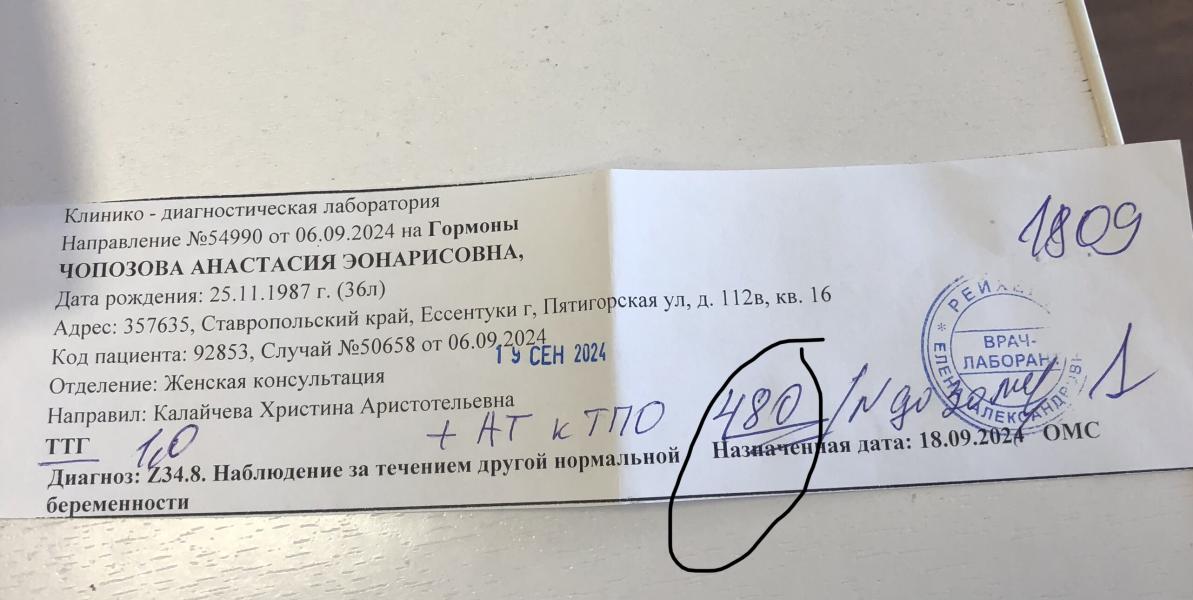 Клинико - диагностическая лаборатория
1809
Направление №54990 от 06.09.2024 на Гормоны
ЧОПОЗОВА АНАСТАСИЯ ЭОНАРИСОВНА,
Дата рождения: 25.11.1987 г. (36л)
Адрес: 357635, Ставропольский край, Ессентуки г, Пятигорская ул, д. 112в, кв. 16
Код пациента: 92853, Случай №50658 от 06.09.2024
19 СЕН 2024
ВРАЧ-
ЛАБОРАН
Отделение: Женская консультация
Направил: Калайчева Христина Аристотельевна
ТТГ 1,0 + АТ к ТПО 480 / N до 1
Диагноз: Z34.8. Наблюдение за течением другой нормальной Назначенная дата: 18.09.2024 ОМС
беременности